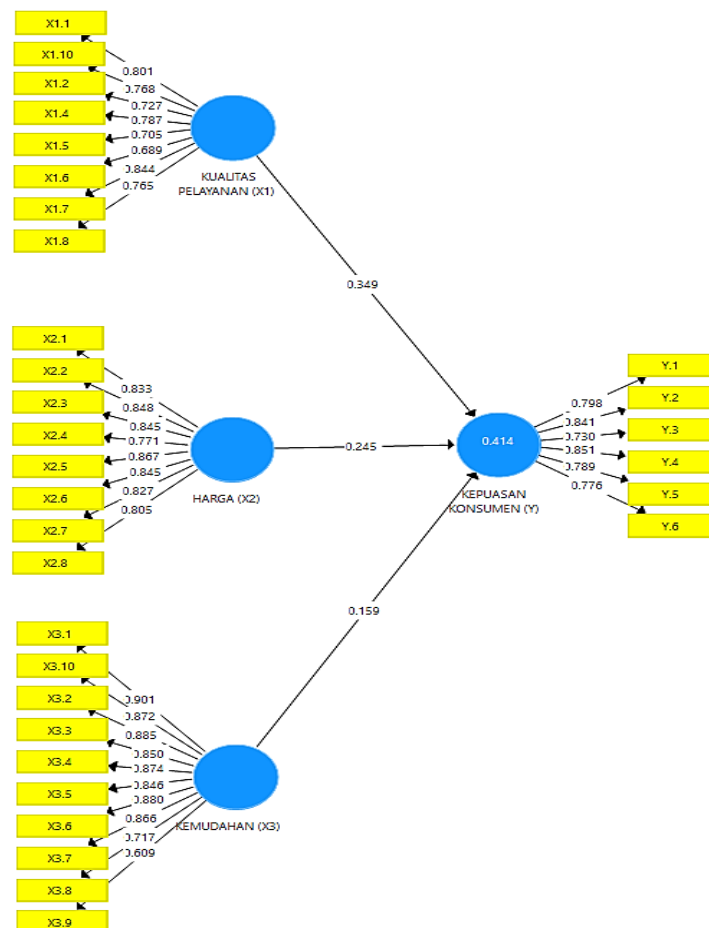 X1.1
X1.10
X1.2
X1.4
X1.5
X1.6
X1.7
X1.8
0.801
0.768
0.727
0.787
0.705
0.689
0.844
0.765
KUALITAS
PELAYANAN (X1)
0.349
X2.1
X2.2
X2.3
X2.4
X2.5
X2.6
X2.7
X2.8
0.833
0.848
0.845
0.771
0.867
0.845
0.827
0.805
HARGA (X2)
0.245
0.414
KEPUASAN
KONSUMEN (Y)
0.798
0.841
0.730
0.851
0.789
0.776
Y.1
Y.2
Y.3
Y.4
Y.5
Y.6
0.159
X3.1
X3.10
X3.2
X3.3
X3.4
X3.5
X3.6
X3.7
X3.8
X3.9
0.901
0.872
0.885
0.850
0.874
0.846
0.880
0.866
0.717
0.609
KEMUDAHAN (X3)